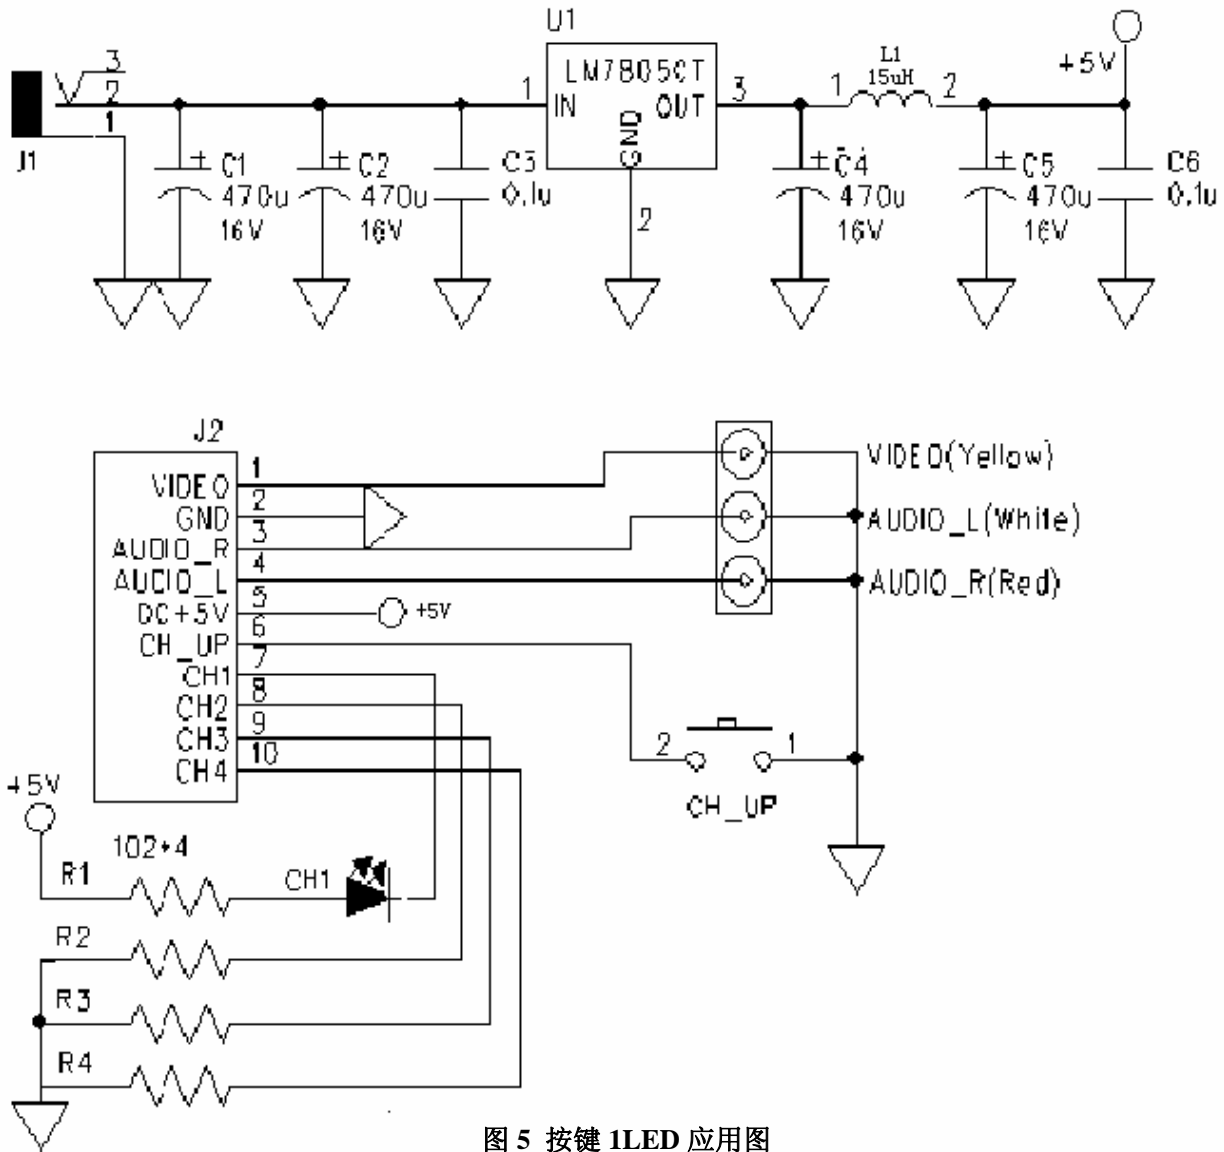 U1
LM7805CT
IN
OUT
GND
1
3
2
L1
15uH
1
2
+5V
3
2
1
J1
+ C1
470u
16V
+ C2
470u
16V
C3
0.1u
+ C4
470u
16V
+ C5
470u
16V
C6
0.1u
J2
VIDEO
GND
AUDIO_R
AUDIO_L
DC+5V
CH_UP
CH1
CH2
CH3
CH4
1
2
3
4
5
6
7
8
9
10
+5V
VIDEO(Yellow)
AUDIO_L(White)
AUDIO_R(Red)
2
1
CH_UP
+5V
102*4
R1
CH1
R2
R3
R4
图 5 按键 1LED 应用图